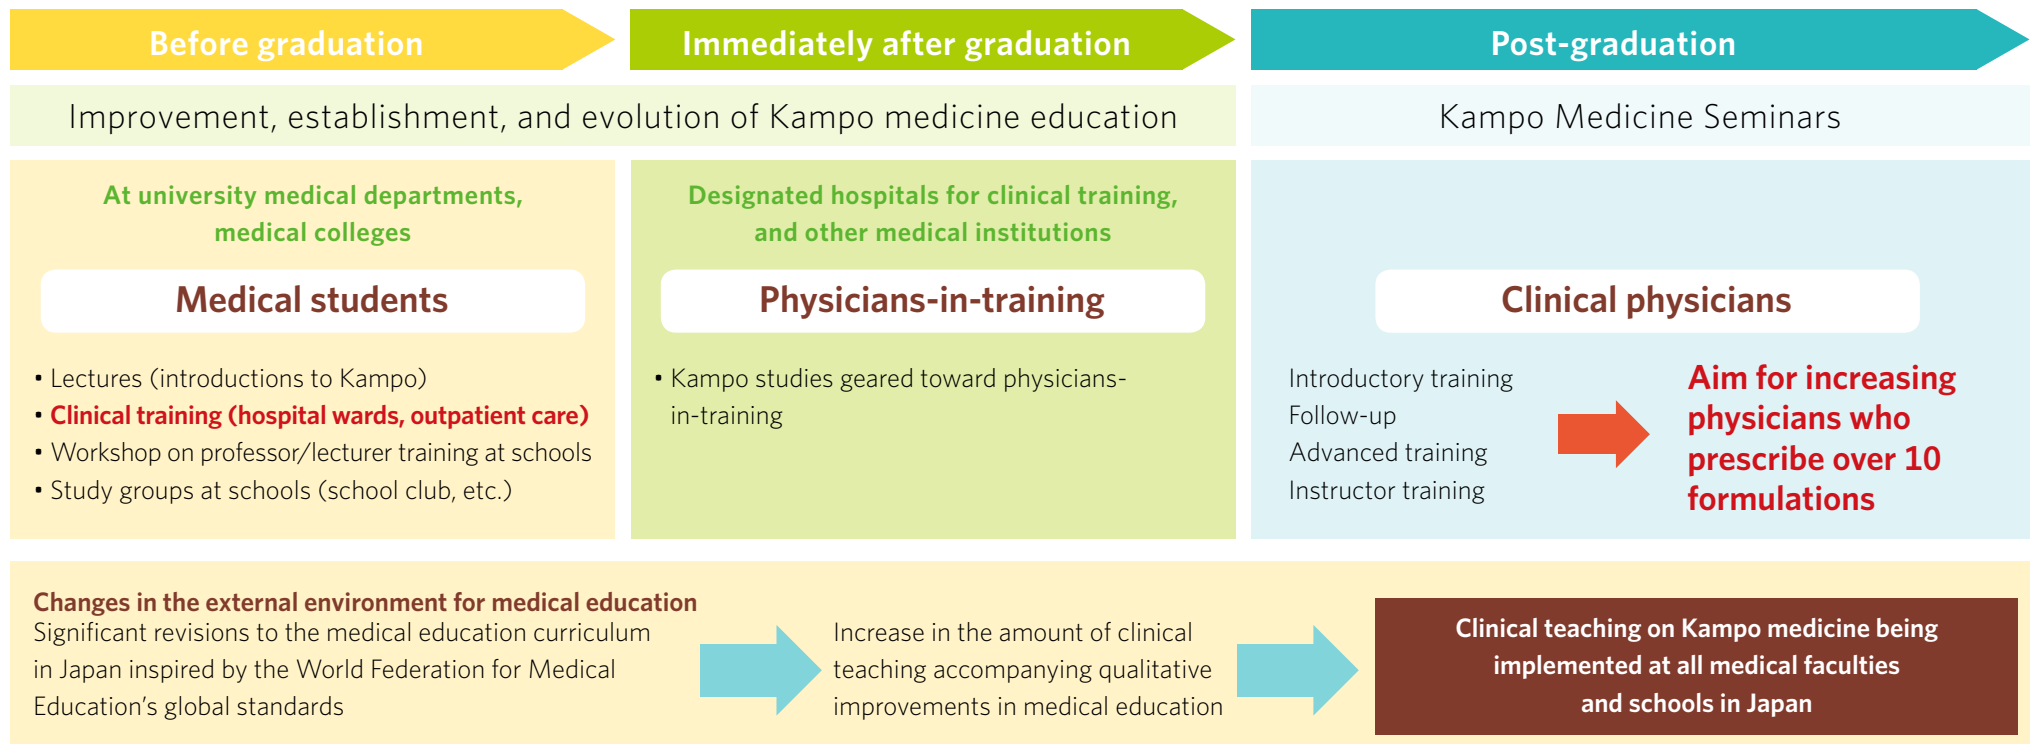 Before graduation
Immediately after graduation
Post-graduation
Improvement, establishment, and evolution of Kampo medicine education
Kampo Medicine Seminars
At university medical departments,
medical colleges
Medical students
• Lectures (introductions to Kampo)
• Clinical training (hospital wards, outpatient care)
• Workshop on professor/lecturer training at schools
• Study groups at schools (school club, etc.)
Designated hospitals for clinical training,
and other medical institutions
Physicians-in-training
• Kampo studies geared toward physicians-
in-training
Clinical physicians
Introductory training
Follow-up
Advanced training
Instructor training
Aim for increasing
physicians who
prescribe over 10
formulations
Changes in the external environment for medical education
Significant revisions to the medical education curriculum
in Japan inspired by the World Federation for Medical
Education’s global standards
Increase in the amount of clinical
teaching accompanying qualitative
improvements in medical education
Clinical teaching on Kampo medicine being
implemented at all medical faculties
and schools in Japan